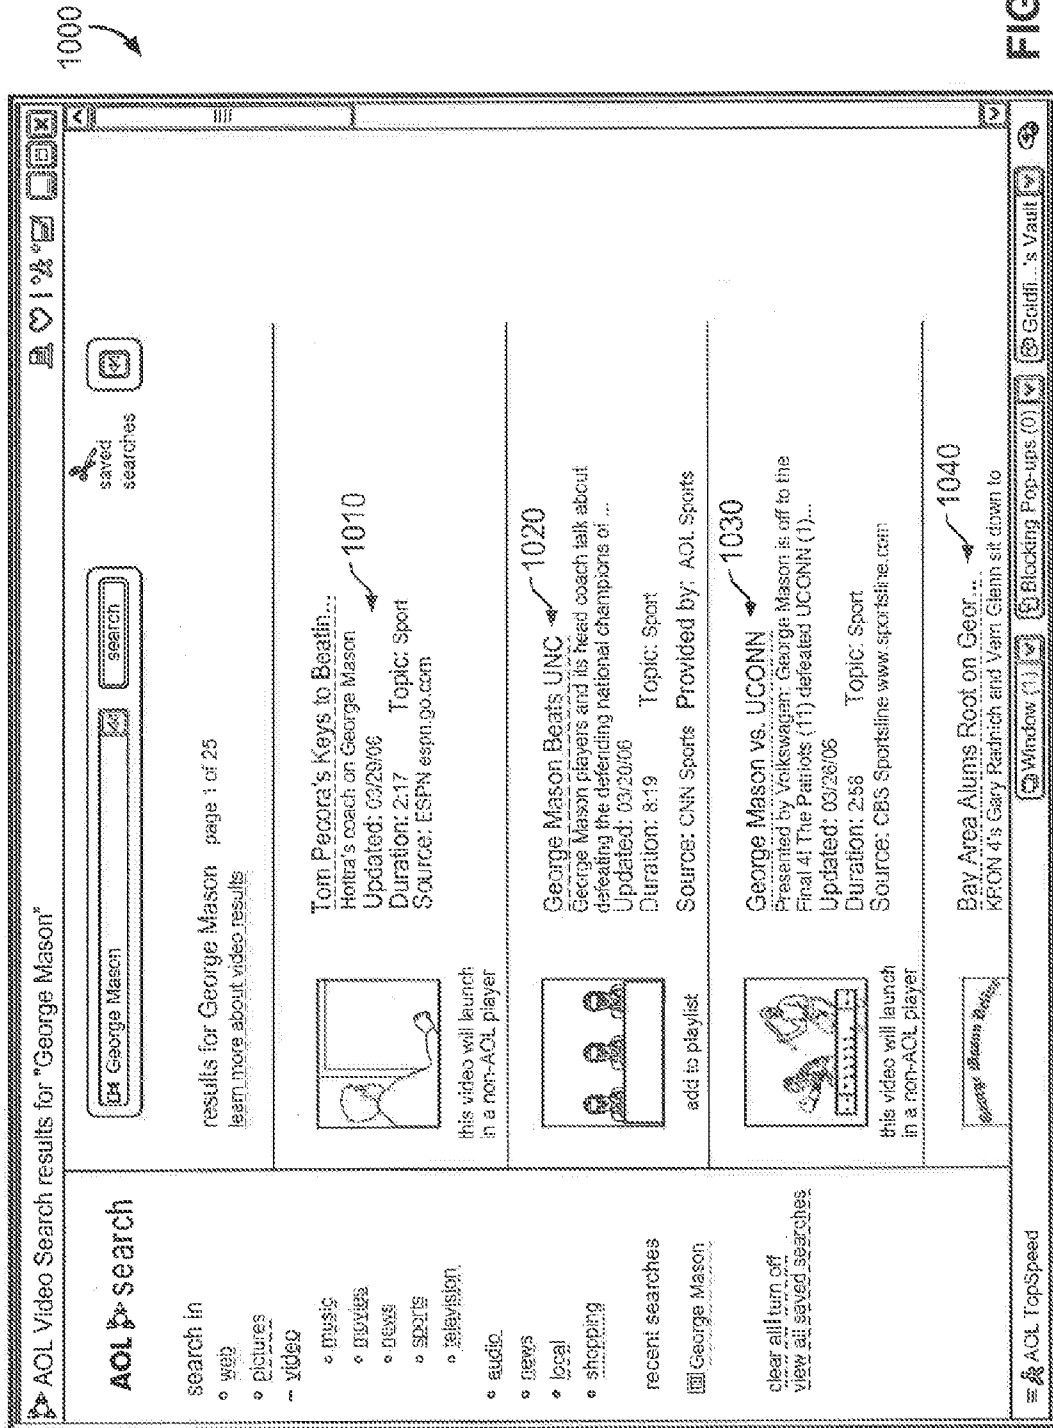 1000
AOL Video Search results for "George Mason"
AOL search
George Mason
search
saved
searches
search in
web
pictures
video
music
movies
news
sports
television
audio
news
local
shopping
recent searches
George Mason
clear all turn off
view all saved searches
results for George Mason page 1 of 25
learn more about video results
Tom Pecora's Keys to Beatin...
1010
Hofstra's coach on George Mason
Updated: 03/29/06
Duration: 2:17 Topic: Sport
Source: ESPN espn.go.com
this video will launch
in a non-AOL player
George Mason Beats UNC
1020
George Mason players and its head coach talk about
defeating the defending national champions of ...
Updated: 03/20/06
Duration: 8:19 Topic: Sport
Source: CNN Sports Provided by: AOL Sports
add to playlist
George Mason vs. UCONN
1030
Presented by Volkswagen: George Mason is off to the
Final 4! The Patriots (11) defeated UCONN (1)...
Updated: 03/26/06
Duration: 2:56 Topic: Sport
Source: CBS Sportsline www.sportsline.com
this video will launch
in a non-AOL player
Bay Area Alums Root on Geor...
1040
KRON 4's Gary Radnich and Vern Glenn sit down to
AOL TopSpeed
Window (1)
Blocking Pop-ups (0)
Goldfi...'s Vault
FIG